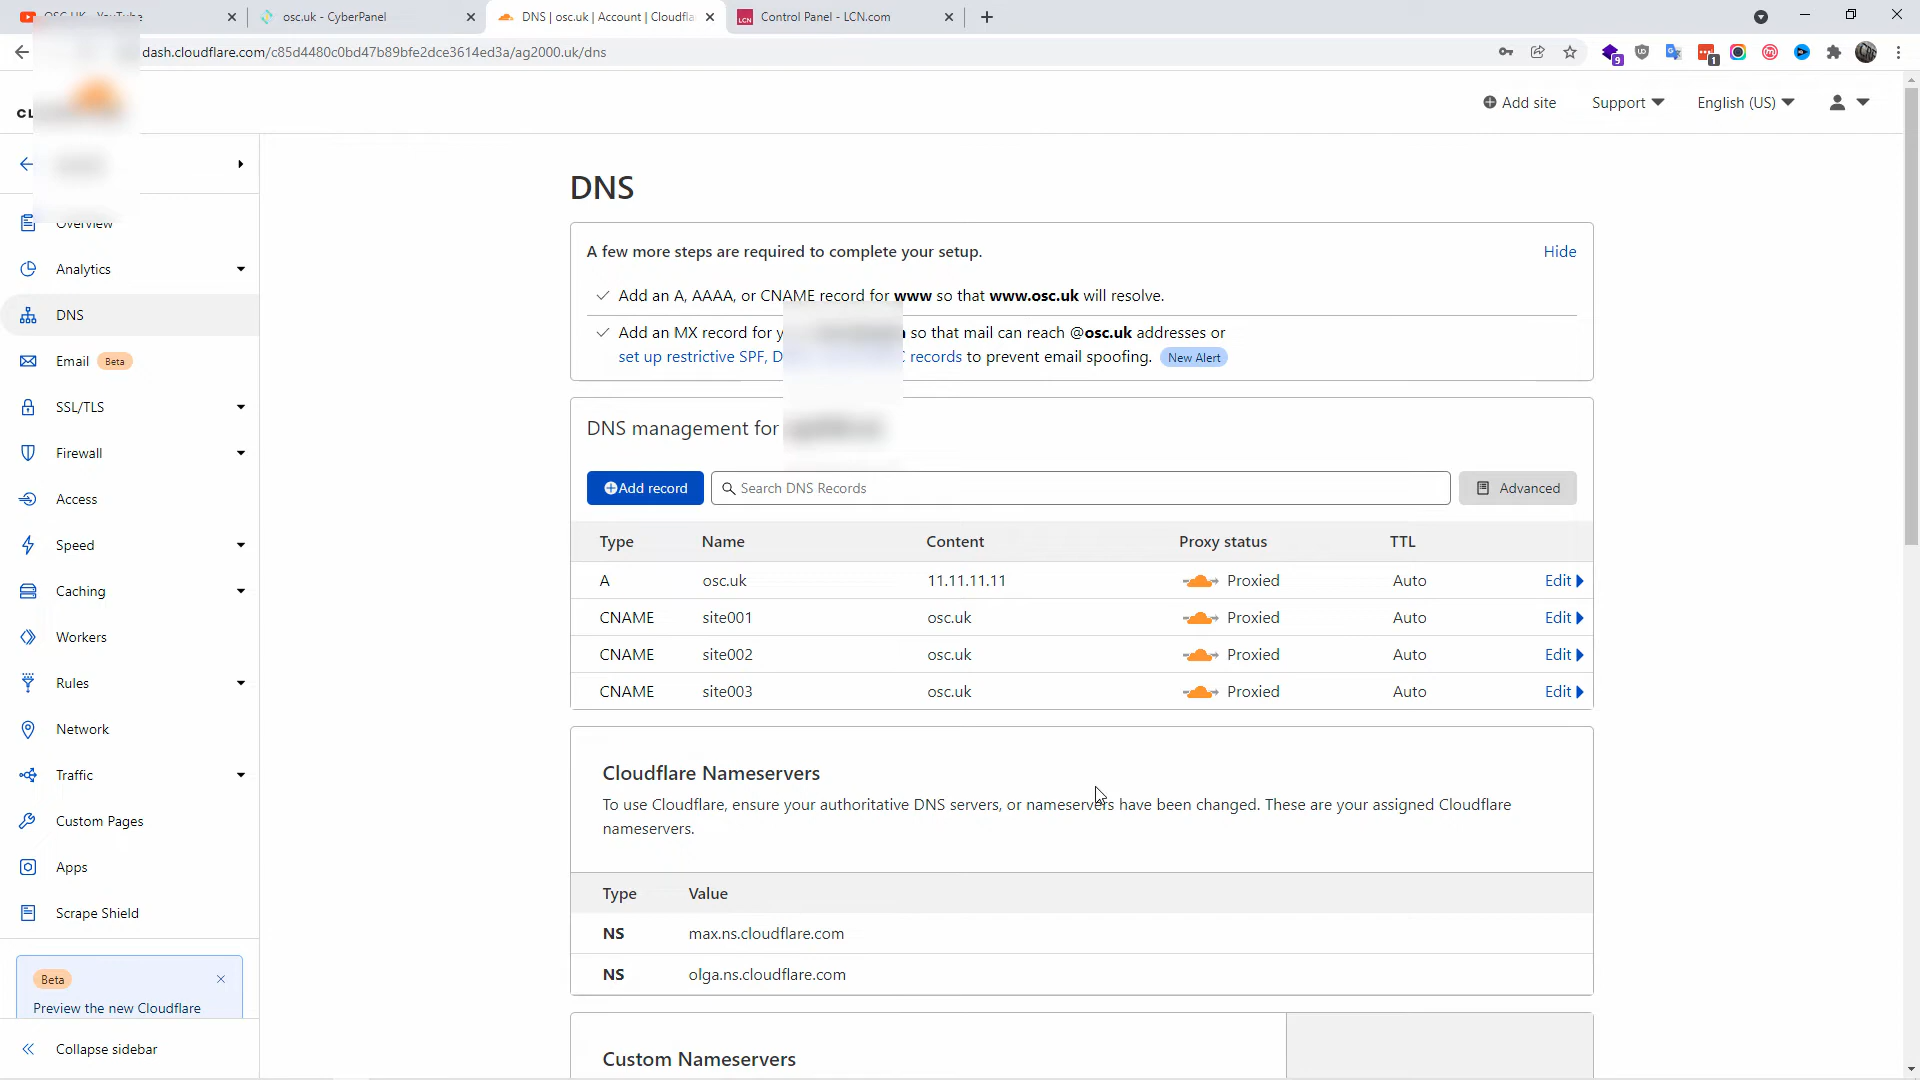 osc.uk - CyberPanel
DNS | osc.uk | Account | Cloudfla
Control Panel - LCN.com
dash.cloudflare.com/c85d4480c0bd47b89bfe2dce3614ed3a/ag2000.uk/dns
9
1
Add site
Support
English (US)
Overview
Analytics
DNS
Email Beta
SSL/TLS
Firewall
Access
Speed
Caching
Workers
Rules
Network
Traffic
Custom Pages
Apps
Scrape Shield
Beta
Preview the new Cloudflare
Collapse sidebar
DNS
A few more steps are required to complete your setup.
Hide
Add an A, AAAA, or CNAME record for www so that www.osc.uk will resolve.
Add an MX record for so that mail can reach @osc.uk addresses or
set up restrictive SPF, records to prevent email spoofing. New Alert
DNS management for
Add record
Search DNS Records
Advanced
Type Name Content Proxy status TTL
A osc.uk 11.11.11.11 Proxied Auto Edit
CNAME site001 osc.uk Proxied Auto Edit
CNAME site002 osc.uk Proxied Auto Edit
CNAME site003 osc.uk Proxied Auto Edit
Cloudflare Nameservers
To use Cloudflare, ensure your authoritative DNS servers, or nameservers have been changed. These are your assigned Cloudflare
nameservers.
Type Value
NS max.ns.cloudflare.com
NS olga.ns.cloudflare.com
Custom Nameservers